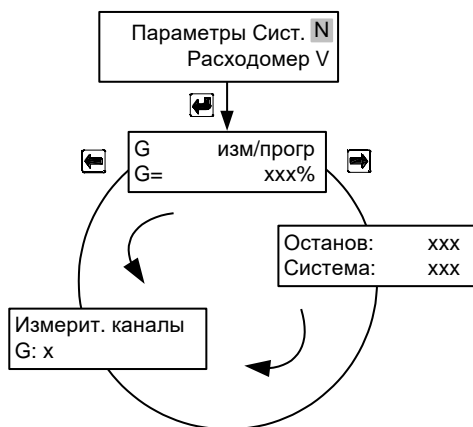 Параметры Сист. N
Расходомер V
G изм/прогр
G= xxx%
Останов: xxx
Система: xxx
Измерит. каналы
G: x